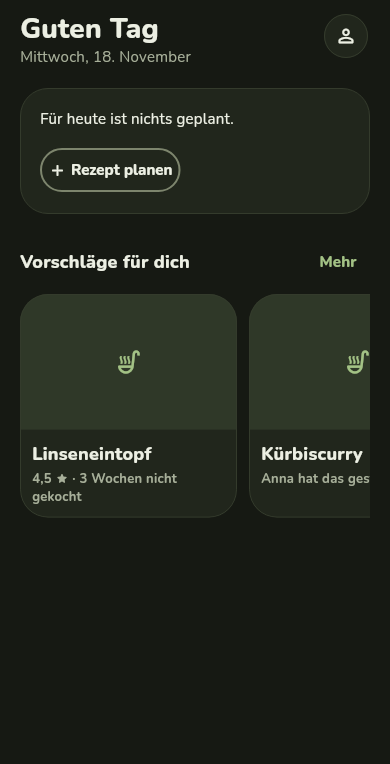 Guten Tag
Mittwoch, 18. November
Für heute ist nichts geplant.
+ Rezept planen
Vorschläge für dich
Mehr
Linseneintopf
4,5 ★ · 3 Wochen nicht
gekocht
Kürbiscurry
Anna hat das ges